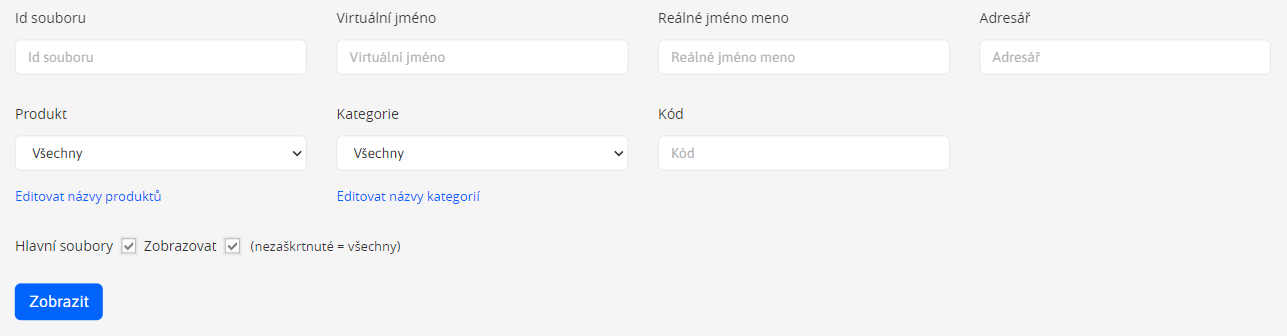 Id souboru Virtuální jméno Reálné jméno meno Adresář
Id souboru Virtuálni jméno Reálné jméno meno Adresář
Produkt Kategorie Kód
Všechny Všechny Kód
Editovat názvy produktů Editovat názvy kategorií
Hlavní soubory Zobrazovat (nezaškrtnuté = všechny)
Zobrazit